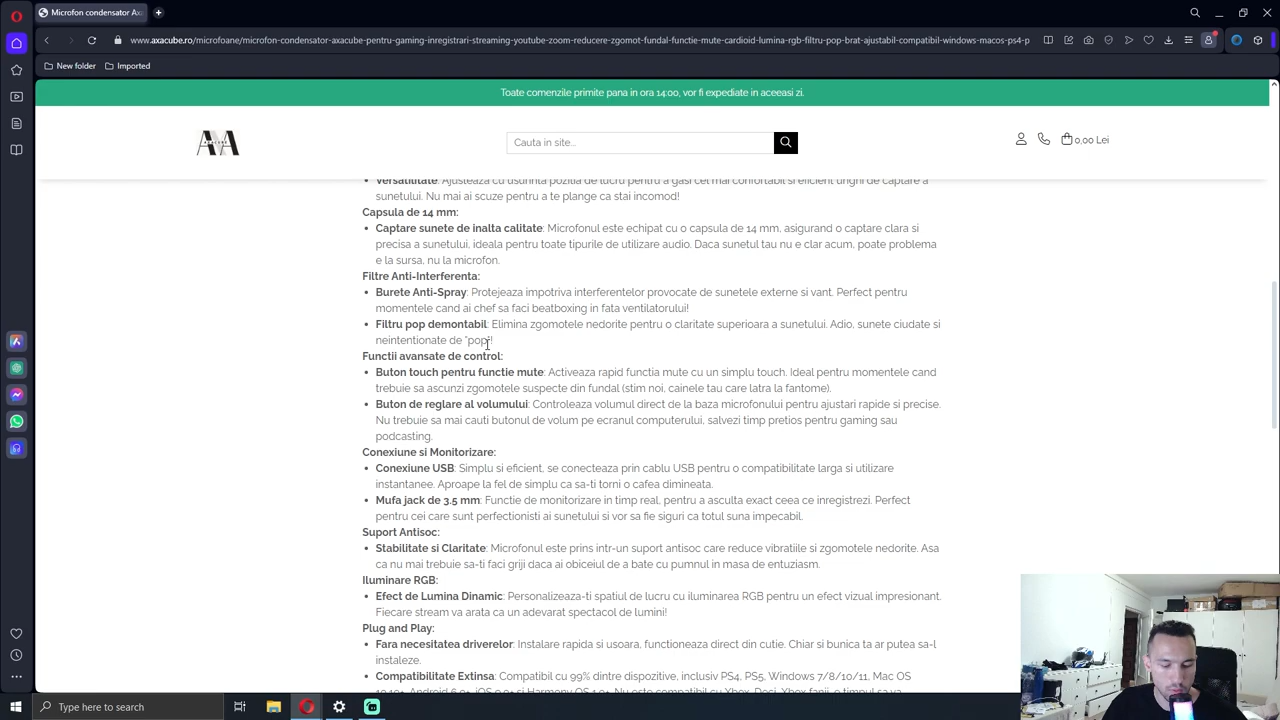 Microfon condensator Axa
www.axacube.ro/microfoane/microfon-condensator-axacube-pentru-gaming-inregistrari-streaming-youtube-zoom-reducere-zgomot-fundal-functie-mute-cardioid-lumina-rgb-filtru-pop-brat-ajustabil-compatibil-windows-macos-ps4-p
New folder
Imported
Toate comenzile primite pana in ora 14:00, vor fi expediate in aceeasi zi.
Cauta in site...
0,00 Lei
Versatilitate: Ajusteaza cu usurinta pozitia de lucru pentru a gasi cel mai confortabil si eficient unghi de captare a
sunetului. Nu mai ai scuze pentru a te plange ca stai incomod!
Capsula de 14 mm:
Captare sunete de inalta calitate: Microfonul este echipat cu o capsula de 14 mm, asigurand o captare clara si
precisa a sunetului, ideala pentru toate tipurile de utilizare audio. Daca sunetul tau nu e clar acum, poate problema
e la sursa, nu la microfon.
Filtre Anti-Interferenta:
Burete Anti-Spray: Protejeaza impotriva interferentelor provocate de sunetele externe si vant. Perfect pentru
momentele cand ai chef sa faci beatboxing in fata ventilatorului!
Filtru pop demontabil: Elimina zgomotele nedorite pentru o claritate superioara a sunetului. Adio, sunete ciudate si
neintentionate de "pop"!
Functii avansate de control:
Buton touch pentru functie mute: Activeaza rapid functia mute cu un simplu touch. Ideal pentru momentele cand
trebuie sa ascunzi zgomotele suspecte din fundal (stim noi, cainele tau care latra la fantome).
Buton de reglare al volumului: Controleaza volumul direct de la baza microfonului pentru ajustari rapide si precise.
Nu trebuie sa mai cauti butonul de volum pe ecranul computerului, salvezi timp pretios pentru gaming sau
podcasting.
Conexiune si Monitorizare:
Conexiune USB: Simplu si eficient, se conecteaza prin cablu USB pentru o compatibilitate larga si utilizare
instantanee. Aproape la fel de simplu ca sa-ti torni o cafea dimineata.
Mufa jack de 3.5 mm: Functie de monitorizare in timp real, pentru a asculta exact ceea ce inregistrezi. Perfect
pentru cei care sunt perfectionisti ai sunetului si vor sa fie siguri ca totul suna impecabil.
Suport Antisoc:
Stabilitate si Claritate: Microfonul este prins intr-un suport antisoc care reduce vibratiile si zgomotele nedorite. Asa
ca nu mai trebuie sa-ti faci griji daca ai obiceiul de a bate cu pumnul in masa de entuziasm.
Iluminare RGB:
Efect de Lumina Dinamic: Personalizeaza-ti spatiul de lucru cu iluminarea RGB pentru un efect vizual impresionant.
Fiecare stream va arata ca un adevarat spectacol de lumini!
Plug and Play:
Fara necesitatea driverelor: Instalare rapida si usoara, functioneaza direct din cutie. Chiar si bunica ta ar putea sa-l
instaleze.
Compatibilitate Extinsa: Compatibil cu 99% dintre dispozitive, inclusiv PS4, PS5, Windows 7/8/10/11, Mac OS
Type here to search